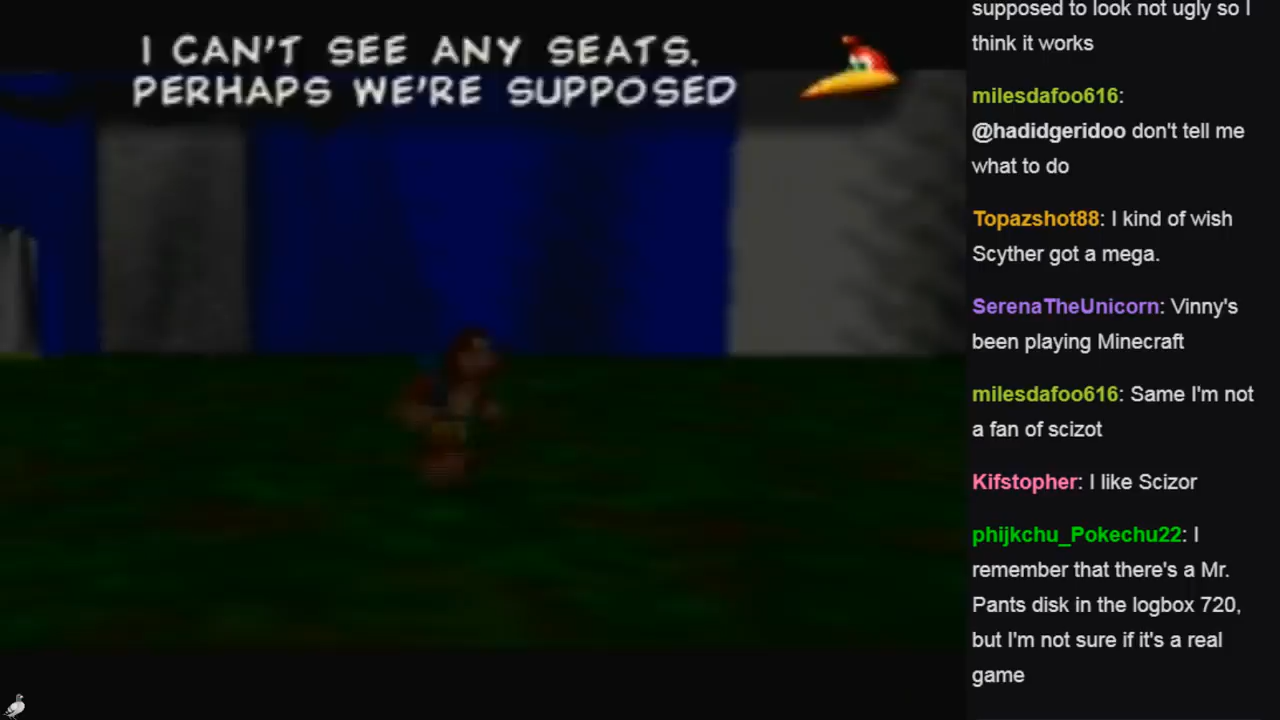 I CAN'T SEE ANY SEATS.
PERHAPS WE'RE SUPPOSED
supposed to look not ugly so I
think it works
milesdafoo616:
@hadidgeridoo don't tell me
what to do
Topazshot88: I kind of wish
Scyther got a mega.
SerenaTheUnicorn: Vinny's
been playing Minecraft
milesdafoo616: Same I'm not
a fan of scizot
Kifstopher: I like Scizor
phijkchu_Pokechu22: I
remember that there's a Mr.
Pants disk in the logbox 720,
but I'm not sure if it's a real
game